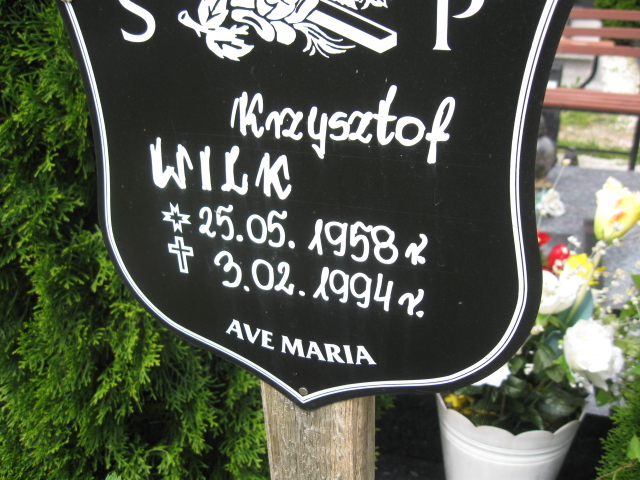 S P
Krzysztof
WILK
25.05.1958 r.
3.02.1994 r.
AVE MARIA